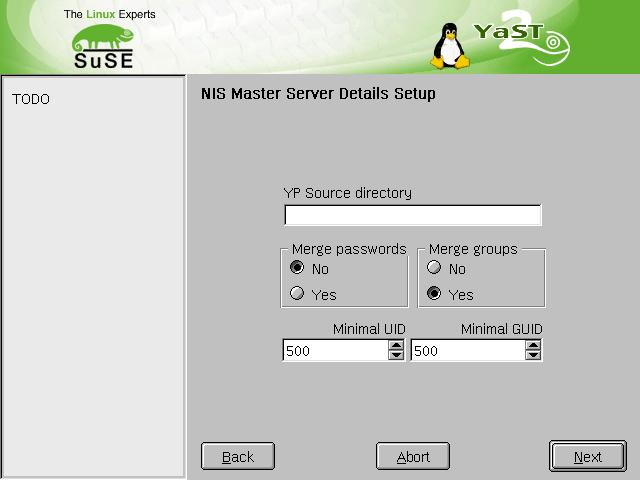 The Linux Experts
SuSE
YaST
2
TODO
NIS Master Server Details Setup
YP Source directory
Merge passwords
No
Yes
Merge groups
No
Yes
Minimal UID
500
Minimal GUID
500
Back
Abort
Next